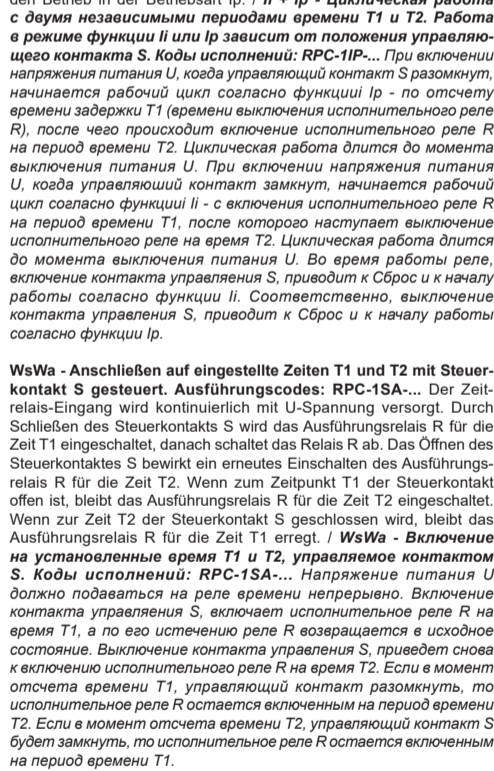 den Betrieb in der Betriebsart Ip. / Ii + Ip - Циклическая работа
с двумя независимыми периодами времени T1 и T2. Работа
в режиме функции Ii или Ip зависит от положения управляю-
щего контакта S. Коды исполнений: RPC-1IP-... При включении
напряжения питания U, когда управляющий контакт S разомкнут,
начинается рабочий цикл согласно функцииi Ip - по отсчету
времени задержки T1 (времени выключения исполнительного реле
R), после чего происходит включение исполнительного реле R
на период времени T2. Циклическая работа длится до момента
выключения питания U. При включении напряжения питания
U, когда управляюший контакт замкнут, начинается рабочий
цикл согласно функцииi Ii - с включения исполнительного реле R
на период времени T1, после которого наступает выключение
исполнительного реле на время T2. Циклическая работа длится
до момента выключения питания U. Во время работы реле,
включение контакта управляения S, приводит к Сброс и к началу
работы согласно функции Ii. Соответственно, выключение
контакта управления S, приводит к Сброс и к началу работы
согласно функции Ip.
WsWa - Anschließen auf eingestellte Zeiten T1 und T2 mit Steuer-
kontakt S gesteuert. Ausführungscodes: RPC-1SA-... Der Zeit-
relais-Eingang wird kontinuierlich mit U-Spannung versorgt. Durch
Schließen des Steuerkontakts S wird das Ausführungsrelais R für die
Zeit T1 eingeschaltet, danach schaltet das Relais R ab. Das Öffnen des
Steuerkontaktes S bewirkt ein erneutes Einschalten des Ausführungs-
relais R für die Zeit T2. Wenn zum Zeitpunkt T1 der Steuerkontakt
offen ist, bleibt das Ausführungsrelais R für die Zeit T2 eingeschaltet.
Wenn zur Zeit T2 der Steuerkontakt S geschlossen wird, bleibt das
Ausführungsrelais R für die Zeit T1 erregt. / WsWa - Включение
на установленные время T1 и T2, управляемое контактом
S. Коды исполнений: RPC-1SA-... Напряжение питания U
должно подаваться на реле времени непрерывно. Включение
контакта управляения S, включает исполнительное реле R на
время T1, а по его истечению реле R возвращается в исходное
состояние. Выключение контакта управления S, приведет снова
к включению исполнительного реле R на время T2. Если в момент
отсчета времени T1, управляющий контакт разомкнуть, то
исполнительное реле R остается включенным на период времени
T2. Если в момент отсчета времени T2, управляющий контакт S
будет замкнуть, то исполнительное реле R остается включенным
на период времени T1.